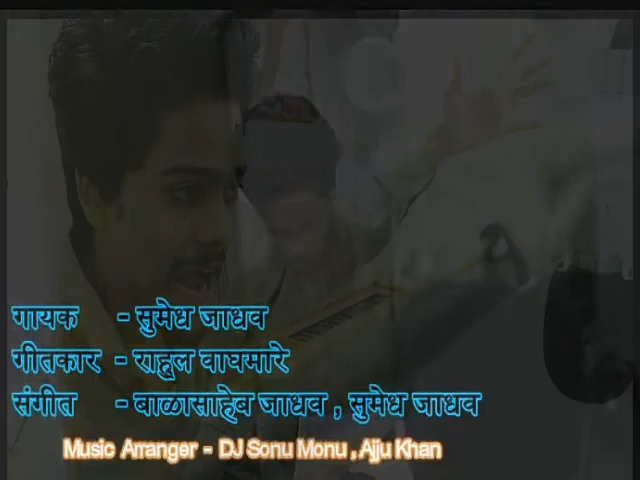 गायक - सुमेध जाधव
गीतकार - राहुल वाघमारे
संगीत - बाळासाहेब जाधव , सुमेध जाधव
Music Arranger - DJ Sonu Monu , Ajju Khan